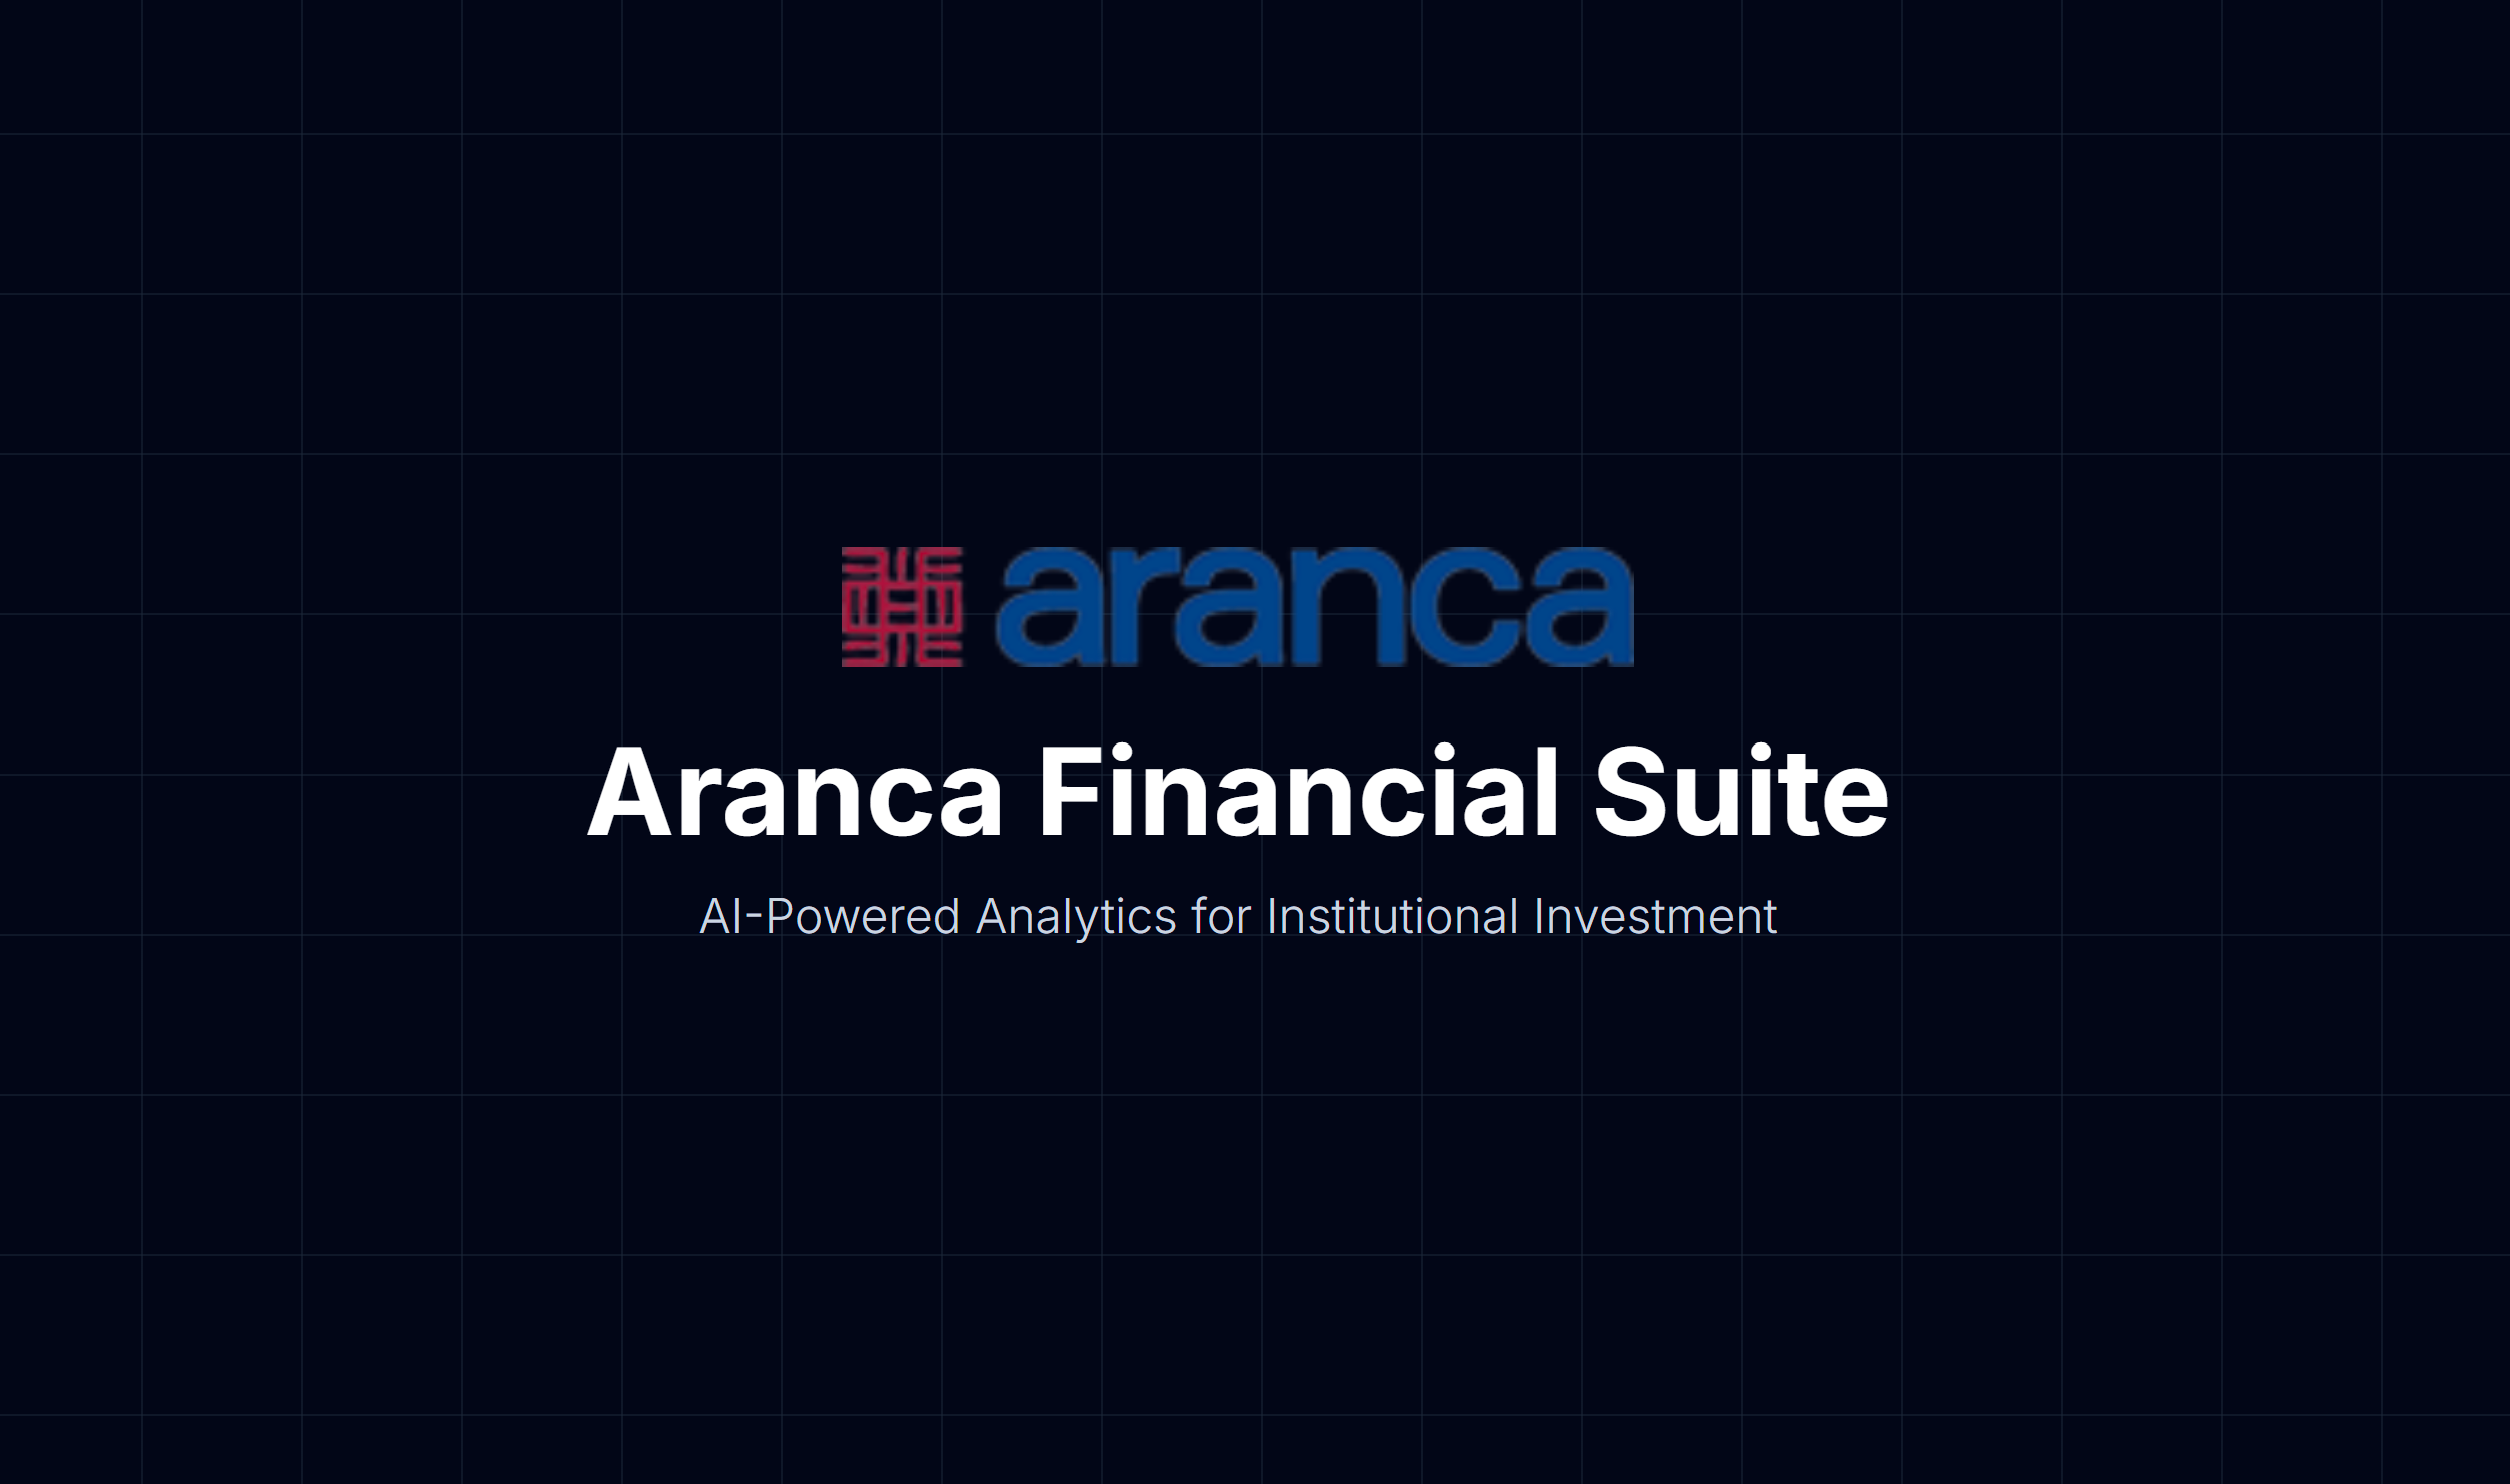 aranca
Aranca Financial Suite
AI-Powered Analytics for Institutional Investment